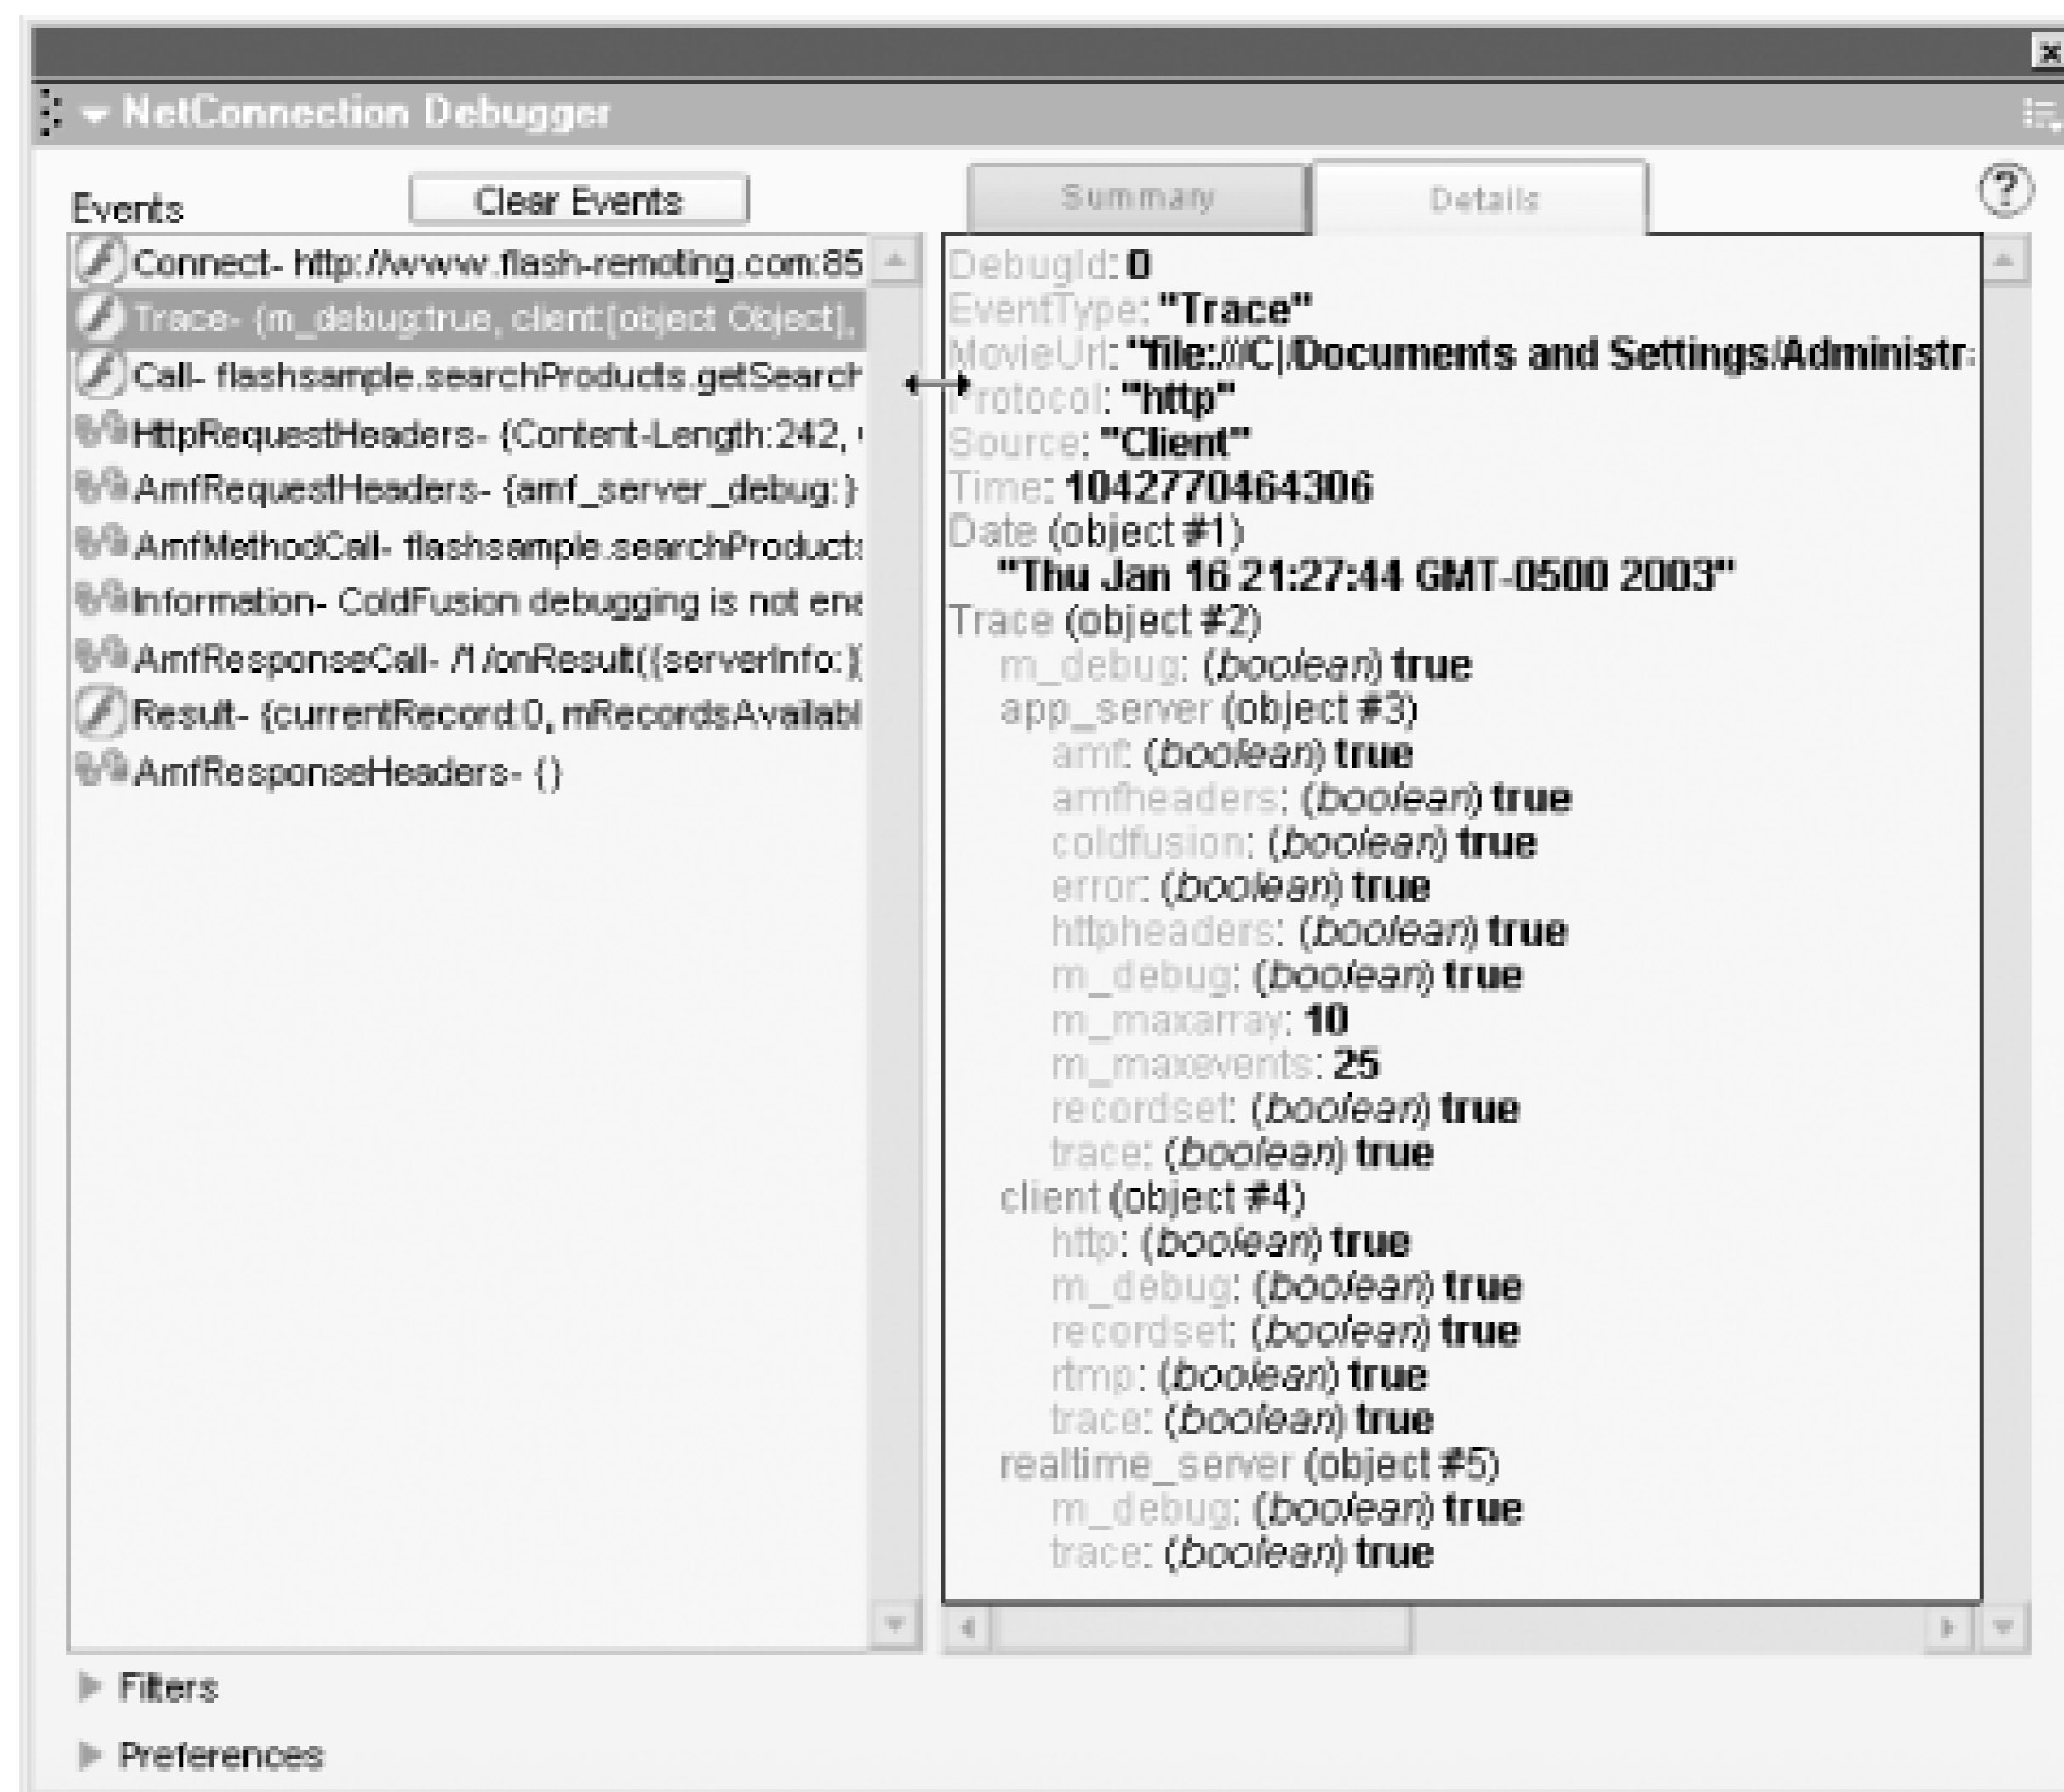 NetConnection Debugger
Events
Clear Events
Connect- http://www.flash-remoting.com:85
Trace- {m_debug:true, client:[object Object],
Call- flashsample.searchProducts.getSearch
HttpRequestHeaders- {Content-Length:242,
AmfRequestHeaders- {amf_server_debug:}
AmfMethodCall- flashsample.searchProducts
Information- ColdFusion debugging is not ena
AmfResponseCall- /1/onResult({serverInfo:}[
Result- {currentRecord:0, mRecordsAvailabl
AmfResponseHeaders- {}
Filters
Preferences
Summary
Details
?
DebugId: 0
EventType: "Trace"
MovieUrl: "file:///C|/Documents and Settings/Administra
Protocol: "http"
Source: "Client"
Time: 1042770464306
Date (object #1)
"Thu Jan 16 21:27:44 GMT-0500 2003"
Trace (object #2)
m_debug: (boolean) true
app_server (object #3)
amf: (boolean) true
amfheaders: (boolean) true
coldfusion: (boolean) true
error: (boolean) true
httpheaders: (boolean) true
m_debug: (boolean) true
m_maxarray: 10
m_maxevents: 25
recordset: (boolean) true
trace: (boolean) true
client (object #4)
http: (boolean) true
m_debug: (boolean) true
recordset: (boolean) true
rtmp: (boolean) true
trace: (boolean) true
realtime_server (object #5)
m_debug: (boolean) true
trace: (boolean) true